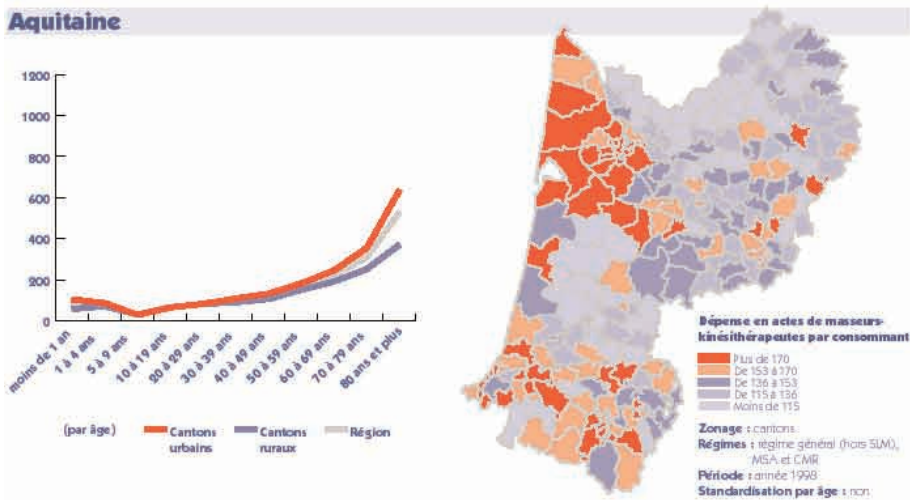 Aquitaine
1200
1000
800
600
400
200
0
moins de 1 an
1 à 4 ans
5 à 9 ans
10 à 19 ans
20 à 29 ans
30 à 39 ans
40 à 49 ans
50 à 59 ans
60 à 69 ans
70 à 79 ans
80 ans et plus
(par âge)
Cantons urbains
Cantons ruraux
Région
Dépense en actes de masseurs-
kinésithérapeutes par consommant
Plus de 170
De 153 à 170
De 136 à 153
De 115 à 136
Moins de 115
Zonage : cantons
Régimes : régime général (hors SLM),
MSA et CMR
Période : année 1998
Standardisation par âge : non